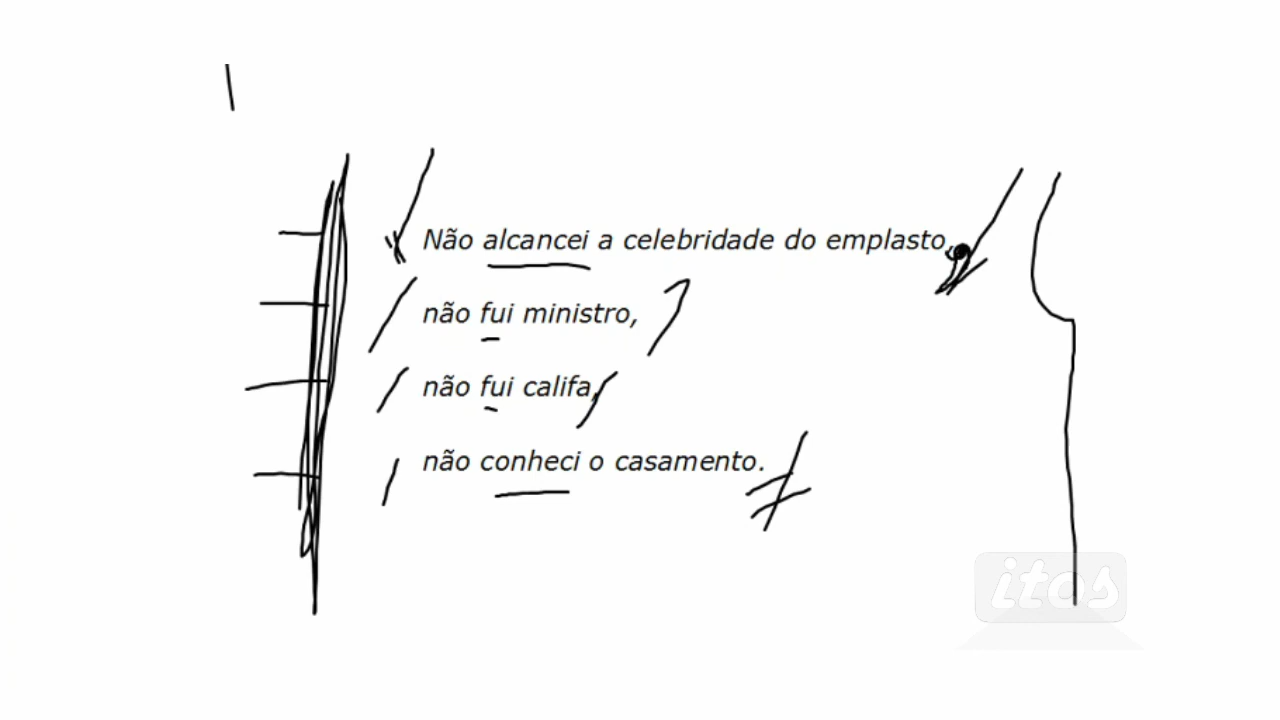 Não alcancei a celebridade do emplasto,
não fui ministro,
não fui califa,
não conheci o casamento.
itos